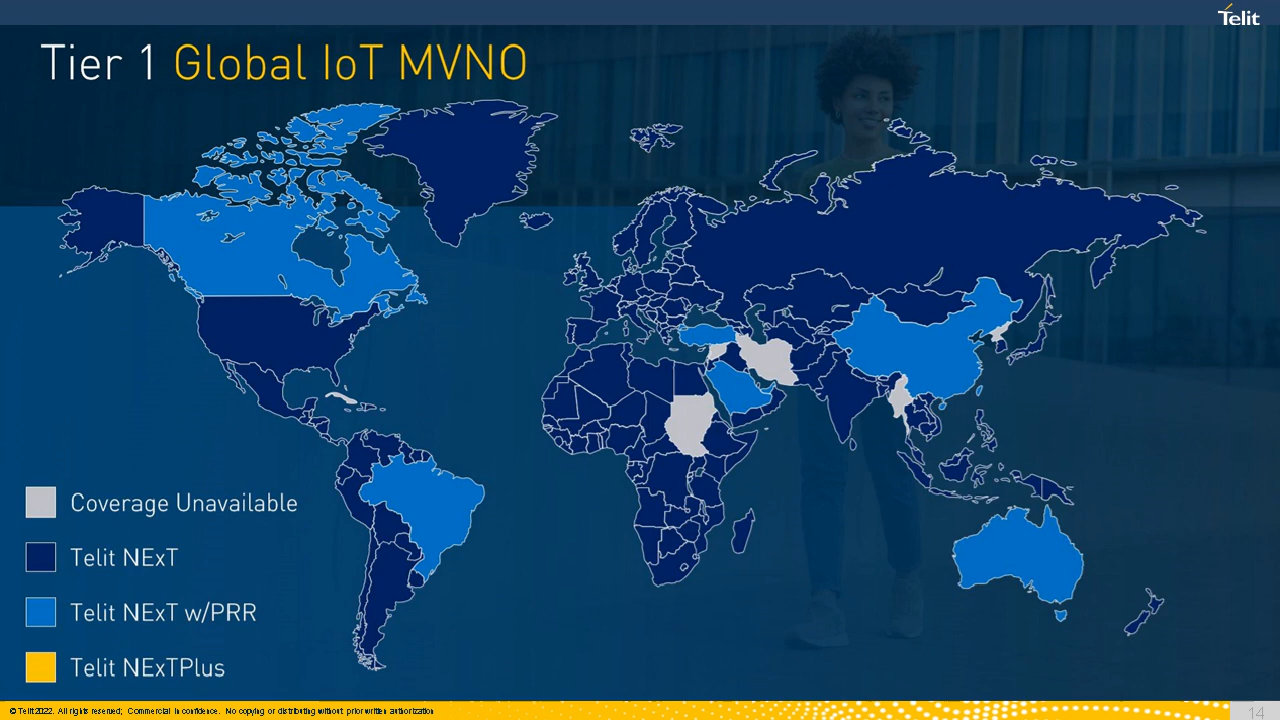 Telit
Tier 1 Global IoT MVNO
Coverage Unavailable
Telit NExT
Telit NExT w/PRR
Telit NExTPlus
© Telit 2022. All rights reserved; Commercial in confidence. No copying or distributing without prior written authorization
14